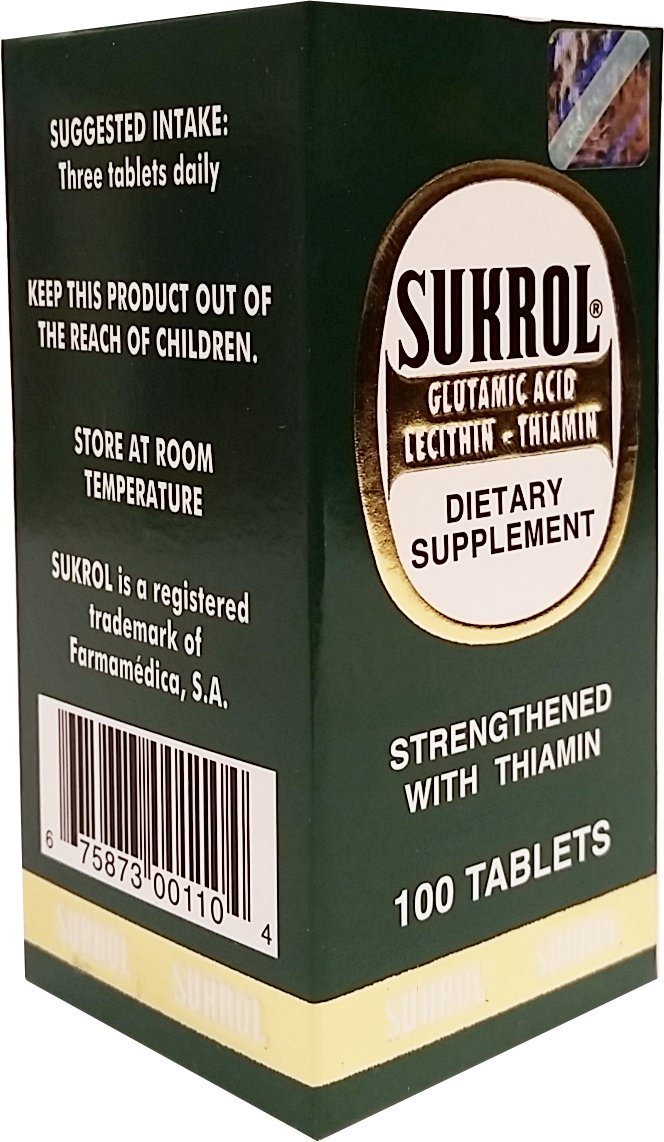 SUGGESTED INTAKE:
Three tablets daily
KEEP THIS PRODUCT OUT OF
THE REACH OF CHILDREN.
STORE AT ROOM
TEMPERATURE
SUKROL is a registered
trademark of
Farmamédica, S.A.
6 75873 00110 4
SUKROL SUKROL
SUKROL®
GLUTAMIC ACID
LECITHIN - THIAMIN
DIETARY
SUPPLEMENT
STRENGTHENED
WITH THIAMIN
100 TABLETS
SUKROL SUKROL